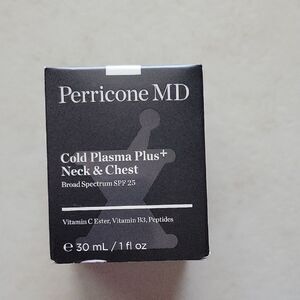 Perricone MD
Cold Plasma Plus+
Neck & Chest
Broad Spectrum SPF 25
Vitamin C Ester, Vitamin B3, Peptides
℮ 30 mL / 1 fl oz